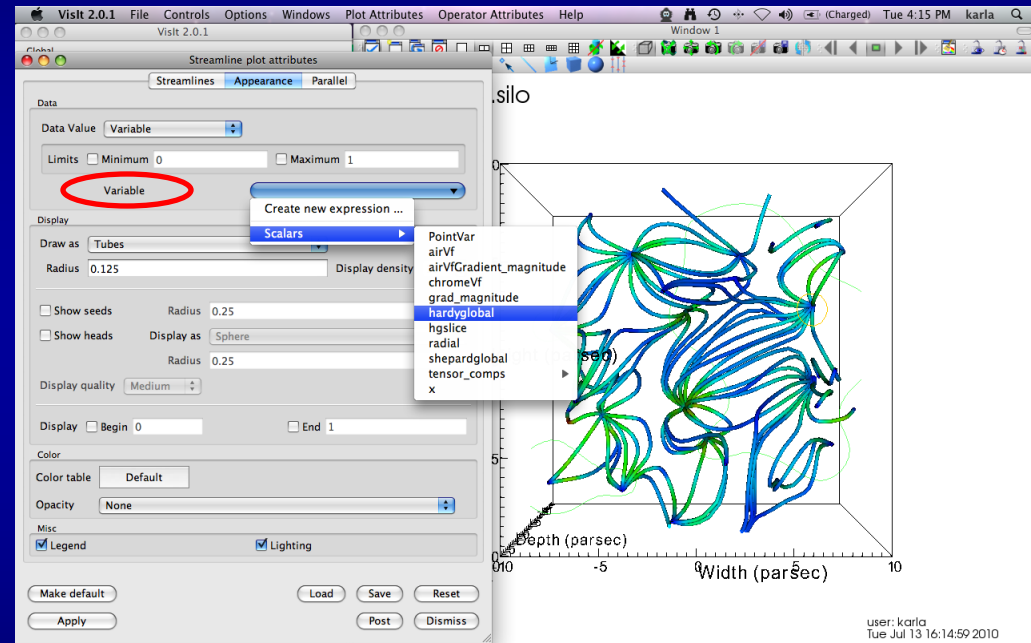 VisIt 2.0.1 File Controls Options Windows Plot Attributes Operator Attributes Help (Charged) Tue 4:15 PM karla
VisIt 2.0.1
Window 1
Global
Streamline plot attributes
Streamlines Appearance Parallel
.silo
Data
Data Value Variable
Limits Minimum 0 Maximum 1
Variable
Create new expression ...
Scalars
PointVar
airVf
airVfGradient_magnitude
chromeVf
grad_magnitude
hardyglobal
hgslice
radial
shepardglobal
tensor_comps
x
Display
Draw as Tubes
Radius 0.125 Display density
Show seeds Radius 0.25
Show heads Display as Sphere
Radius 0.25
Display quality Medium
Display Begin 0 End 1
Color
Color table Default
Opacity None
Misc
Legend Lighting
Make default Load Save Reset
Apply Post Dismiss
5
Depth (parsec)
-5 0 5 10
Width (parsec)
user: karla
Tue Jul 13 16:14:59 2010